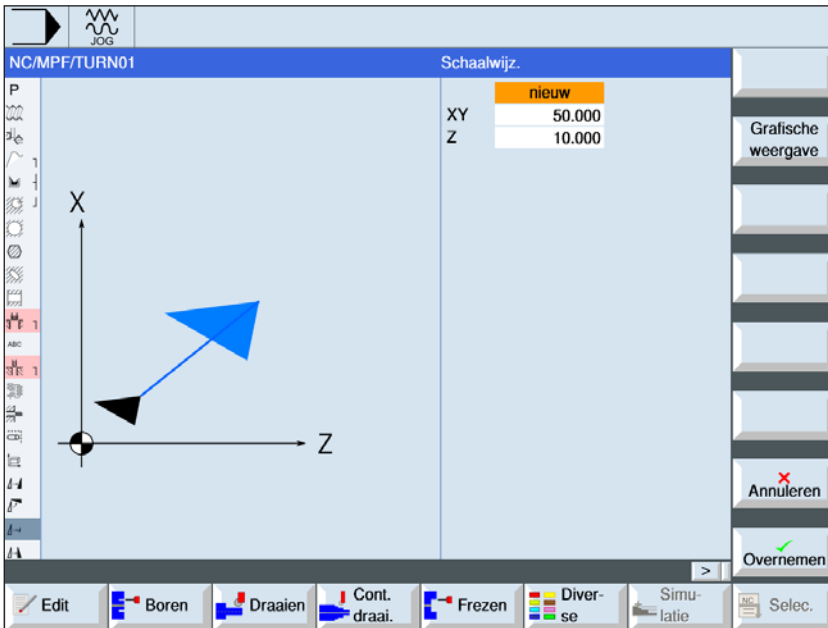 JOG
NC/MPF/TURN01
Schaalwijz.
P
nieuw
XY 50.000
Z 10.000
Grafische
weergave
X
Z
ABC
Annuleren
Overnemen
>
Edit
Boren
Draaien
Cont.
draai.
Frezen
Diver-
se
Simu-
latie
NC
Selec.